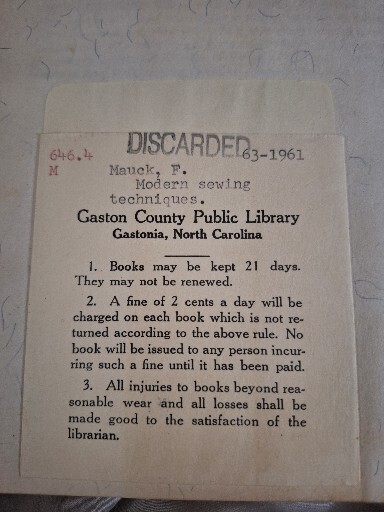 DISCARDED
646.4 63-1961
M Mauck, F.
Modern sewing
techniques.
Gaston County Public Library
Gastonia, North Carolina
1. Books may be kept 21 days.
They may not be renewed.
2. A fine of 2 cents a day will be
charged on each book which is not re-
turned according to the above rule. No
book will be issued to any person incur-
ring such a fine until it has been paid.
3. All injuries to books beyond rea-
sonable wear and all losses shall be
made good to the satisfaction of the
librarian.